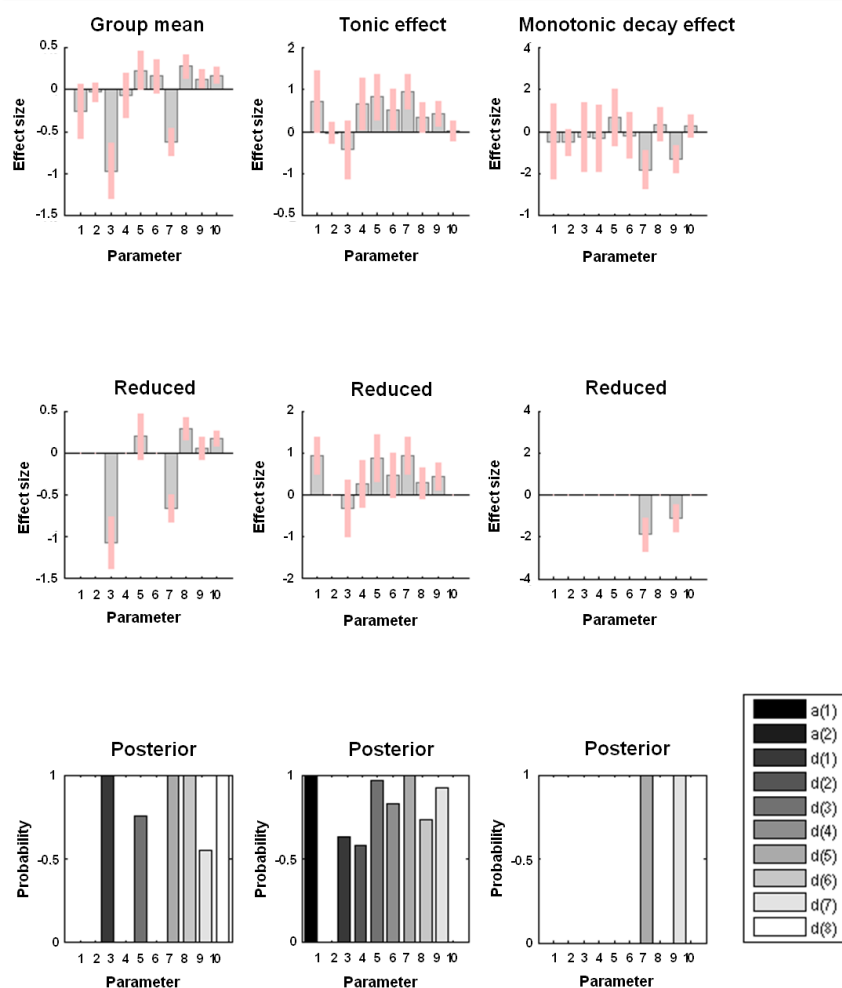 Group mean
Tonic effect
Monotonic decay effect
0.5
0
-0.5
-1
-1.5
Effect size
1 2 3 4 5 6 7 8 9 10
Parameter
2
1
0
-1
-0.5
Effect size
1 2 3 4 5 6 7 8 9 10
Parameter
4
2
0
-2
-1
Effect size
1 2 3 4 5 6 7 8 9 10
Parameter
Reduced
Reduced
Reduced
0.5
0
-0.5
-1
-1.5
Effect size
1 2 3 4 5 6 7 8 9 10
Parameter
2
1
0
-1
-2
Effect size
1 2 3 4 5 6 7 8 9 10
Parameter
4
2
0
-2
-4
Effect size
1 2 3 4 5 6 7 8 9 10
Parameter
Posterior
Posterior
Posterior
1
-0.5
0
Probability
1 2 3 4 5 6 7 8 9 10
Parameter
1
-0.5
0
Probability
1 2 3 4 5 6 7 8 9 10
Parameter
1
-0.5
0
Probability
1 2 3 4 5 6 7 8 9 10
Parameter
a(1)
a(2)
d(1)
d(2)
d(3)
d(4)
d(5)
d(6)
d(7)
d(8)